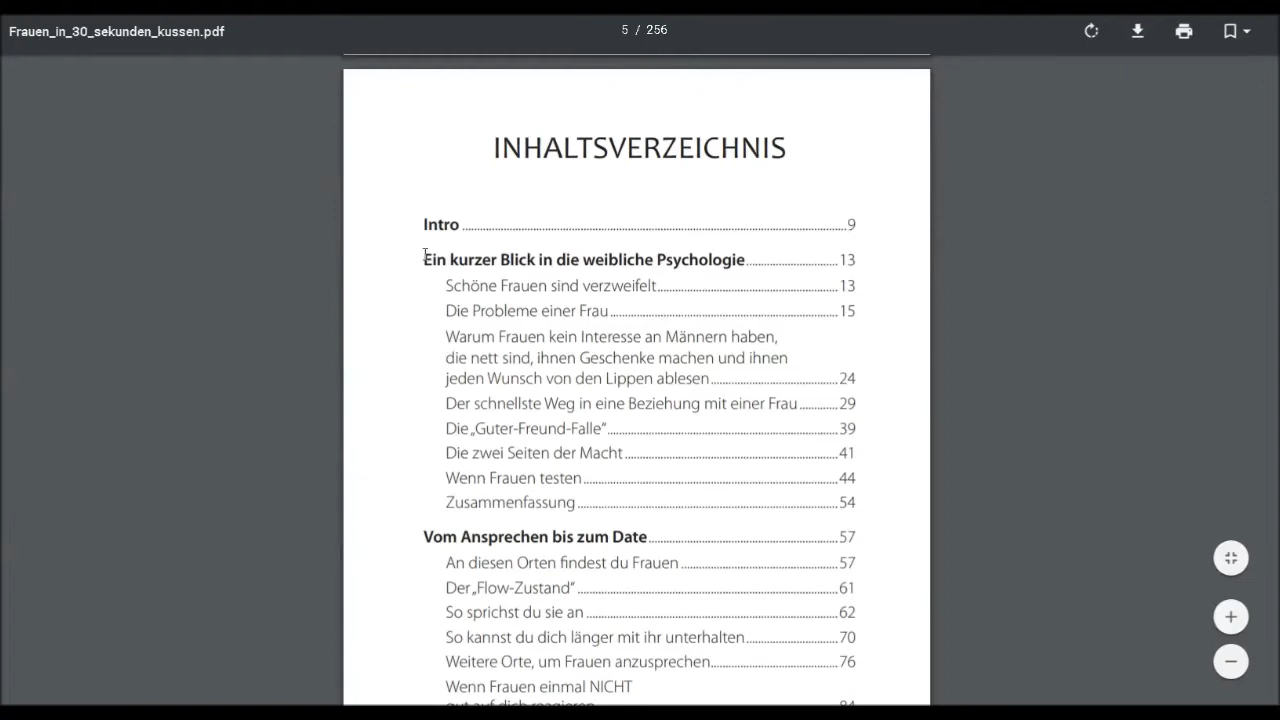 Frauen_in_30_sekunden_kussen.pdf
5 / 256
INHALTSVERZEICHNIS
Intro 9
Ein kurzer Blick in die weibliche Psychologie 13
Schöne Frauen sind verzweifelt 13
Die Probleme einer Frau 15
Warum Frauen kein Interesse an Männern haben,
die nett sind, ihnen Geschenke machen und ihnen
jeden Wunsch von den Lippen ablesen 24
Der schnellste Weg in eine Beziehung mit einer Frau 29
Die „Guter-Freund-Falle“ 39
Die zwei Seiten der Macht 41
Wenn Frauen testen 44
Zusammenfassung 54
Vom Ansprechen bis zum Date 57
An diesen Orten findest du Frauen 57
Der „Flow-Zustand“ 61
So sprichst du sie an 62
So kannst du dich länger mit ihr unterhalten 70
Weitere Orte, um Frauen anzusprechen 76
Wenn Frauen einmal NICHT
gut auf dich reagieren 84